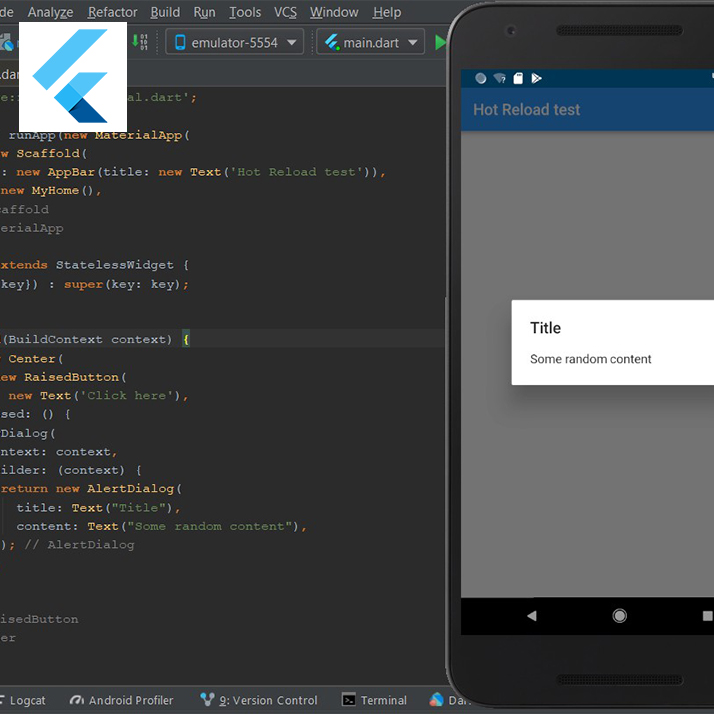 de Analyze Refactor Build Run Tools VCS Window Help
emulator-5554 main.dart
.dar
e: al.dart';
runApp(new MaterialApp(
w Scaffold(
: new AppBar(title: new Text('Hot Reload test')),
new MyHome(),
caffold
erialApp
xtends StatelessWidget {
key}) : super(key: key);
(BuildContext context) {
Center(
ew RaisedButton(
new Text('Click here'),
sed: () {
Dialog(
ntext: context,
ilder: (context) {
return new AlertDialog(
title: Text("Title"),
content: Text("Some random content"),
); // AlertDialog
isedButton
er
Logcat Android Profiler 9: Version Control Terminal Dar
Hot Reload test
Title
Some random content